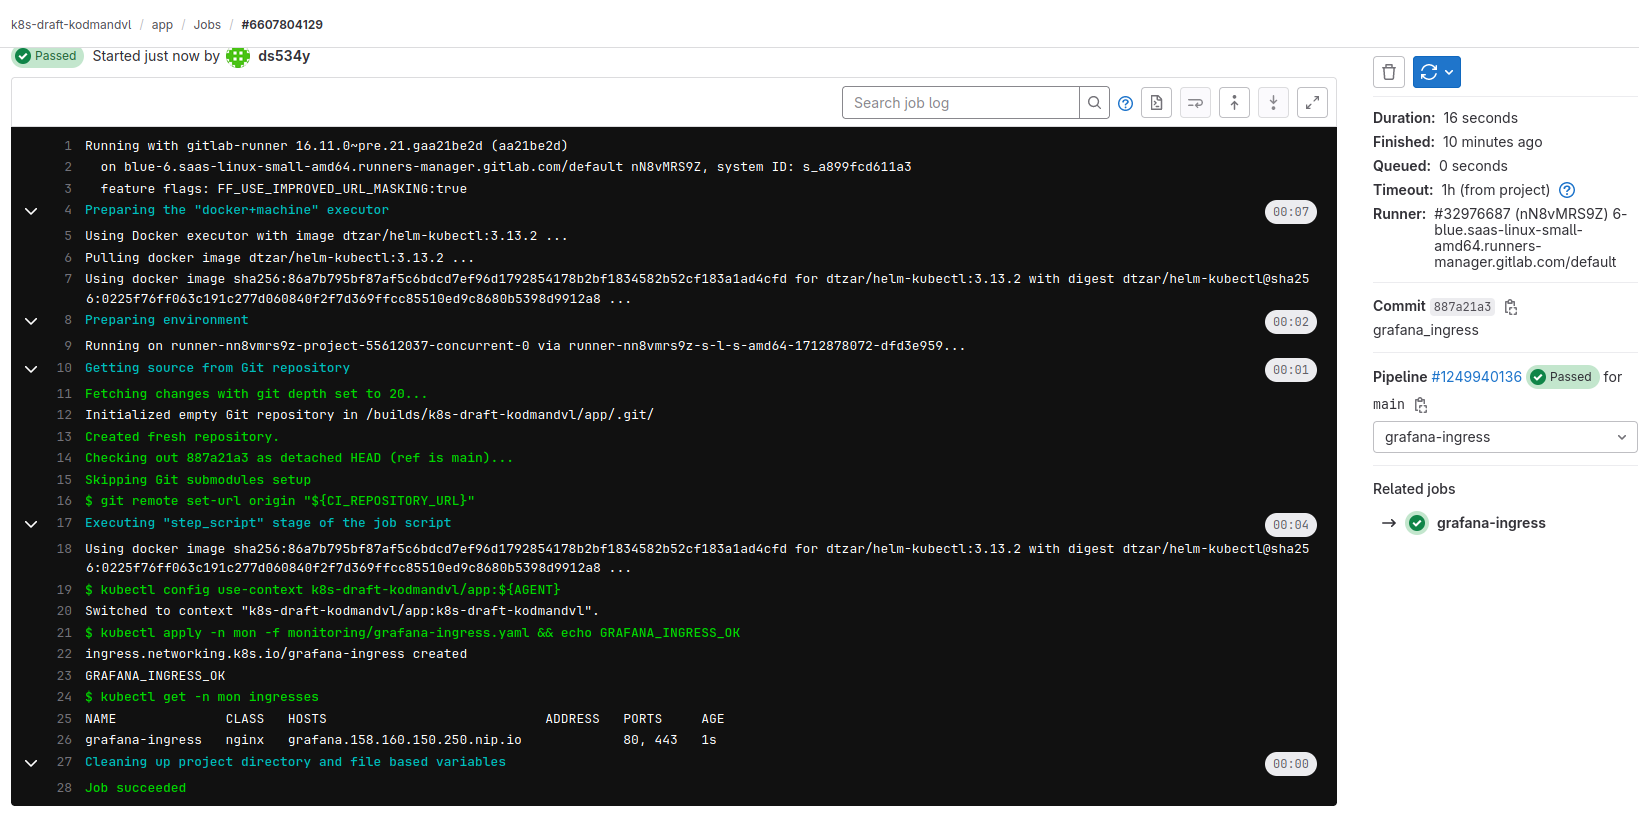 k8s-draft-kodmandvl / app / Jobs / #6607804129
Passed Started just now by ds534y
Search job log
1 Running with gitlab-runner 16.11.0~pre.21.gaa21be2d (aa21be2d)
2 on blue-6.saas-linux-small-amd64.runners-manager.gitlab.com/default nN8vMRS9Z, system ID: s_a899fcd611a3
3 feature flags: FF_USE_IMPROVED_URL_MASKING:true
4 Preparing the "docker+machine" executor 00:07
5 Using Docker executor with image dtzar/helm-kubectl:3.13.2 ...
6 Pulling docker image dtzar/helm-kubectl:3.13.2 ...
7 Using docker image sha256:86a7b795bf87af5c6bdcd7ef96d1792854178b2bf1834582b52cf183a1ad4cfd for dtzar/helm-kubectl:3.13.2 with digest dtzar/helm-kubectl@sha25
6:0225f76ff063c191c277d060840f2f7d369ffcc85510ed9c8680b5398d9912a8 ...
8 Preparing environment 00:02
9 Running on runner-nn8vmrs9z-project-55612037-concurrent-0 via runner-nn8vmrs9z-s-l-s-amd64-1712878072-dfd3e959...
10 Getting source from Git repository 00:01
11 Fetching changes with git depth set to 20...
12 Initialized empty Git repository in /builds/k8s-draft-kodmandvl/app/.git/
13 Created fresh repository.
14 Checking out 887a21a3 as detached HEAD (ref is main)...
15 Skipping Git submodules setup
16 $ git remote set-url origin "${CI_REPOSITORY_URL}"
17 Executing "step_script" stage of the job script 00:04
18 Using docker image sha256:86a7b795bf87af5c6bdcd7ef96d1792854178b2bf1834582b52cf183a1ad4cfd for dtzar/helm-kubectl:3.13.2 with digest dtzar/helm-kubectl@sha25
6:0225f76ff063c191c277d060840f2f7d369ffcc85510ed9c8680b5398d9912a8 ...
19 $ kubectl config use-context k8s-draft-kodmandvl/app:${AGENT}
20 Switched to context "k8s-draft-kodmandvl/app:k8s-draft-kodmandvl".
21 $ kubectl apply -n mon -f monitoring/grafana-ingress.yaml && echo GRAFANA_INGRESS_OK
22 ingress.networking.k8s.io/grafana-ingress created
23 GRAFANA_INGRESS_OK
24 $ kubectl get -n mon ingresses
25 NAME CLASS HOSTS ADDRESS PORTS AGE
26 grafana-ingress nginx grafana.158.160.150.250.nip.io 80, 443 1s
27 Cleaning up project directory and file based variables 00:00
28 Job succeeded
Duration: 16 seconds
Finished: 10 minutes ago
Queued: 0 seconds
Timeout: 1h (from project)
Runner: #32976687 (nN8vMRS9Z) 6-
blue.saas-linux-small-
amd64.runners-
manager.gitlab.com/default
Commit 887a21a3
grafana_ingress
Pipeline #1249940136 Passed for
main
grafana-ingress
Related jobs
→ grafana-ingress